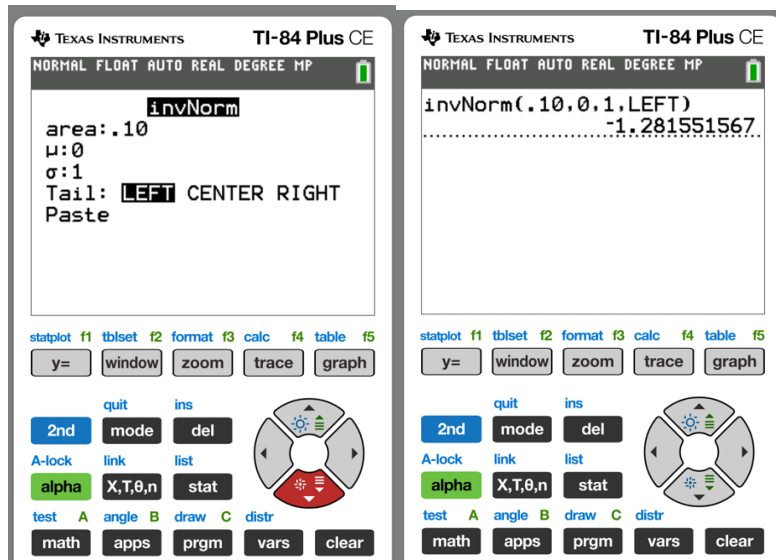 TEXAS INSTRUMENTS TI-84 Plus CE
NORMAL FLOAT AUTO REAL DEGREE MP
invNorm
area:.10
μ:0
σ:1
Tail: LEFT CENTER RIGHT
Paste
statplot f1 tblset f2 format f3 calc f4 table f5
y= window zoom trace graph
quit ins
2nd mode del
A-lock link list
alpha X,T,θ,n stat
test A angle B draw C distr
math apps prgm vars clear
TEXAS INSTRUMENTS TI-84 Plus CE
NORMAL FLOAT AUTO REAL DEGREE MP
invNorm(.10,0,1,LEFT)
-1.281551567
statplot f1 tblset f2 format f3 calc f4 table f5
y= window zoom trace graph
quit ins
2nd mode del
A-lock link list
alpha X,T,θ,n stat
test A angle B draw C distr
math apps prgm vars clear